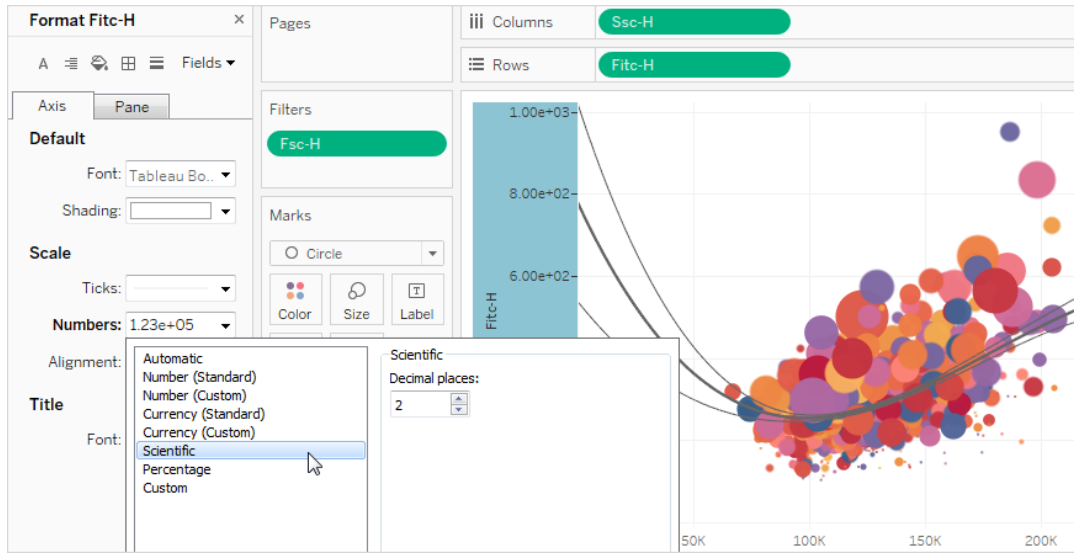 Format Fitc-H ×
A Fields
Axis Pane
Default
Font: Tableau Bo..
Shading:
Scale
Ticks:
Numbers: 1.23e+05
Alignment:
Title
Font:
Automatic
Number (Standard)
Number (Custom)
Currency (Standard)
Currency (Custom)
Scientific
Percentage
Custom
Scientific
Decimal places:
2
Pages
Filters
Fsc-H
Marks
Circle
Color Size T Label
Columns Ssc-H
Rows Fitc-H
1.00e+03
8.00e+02
6.00e+02
Fitc-H
50K 100K 150K 200K